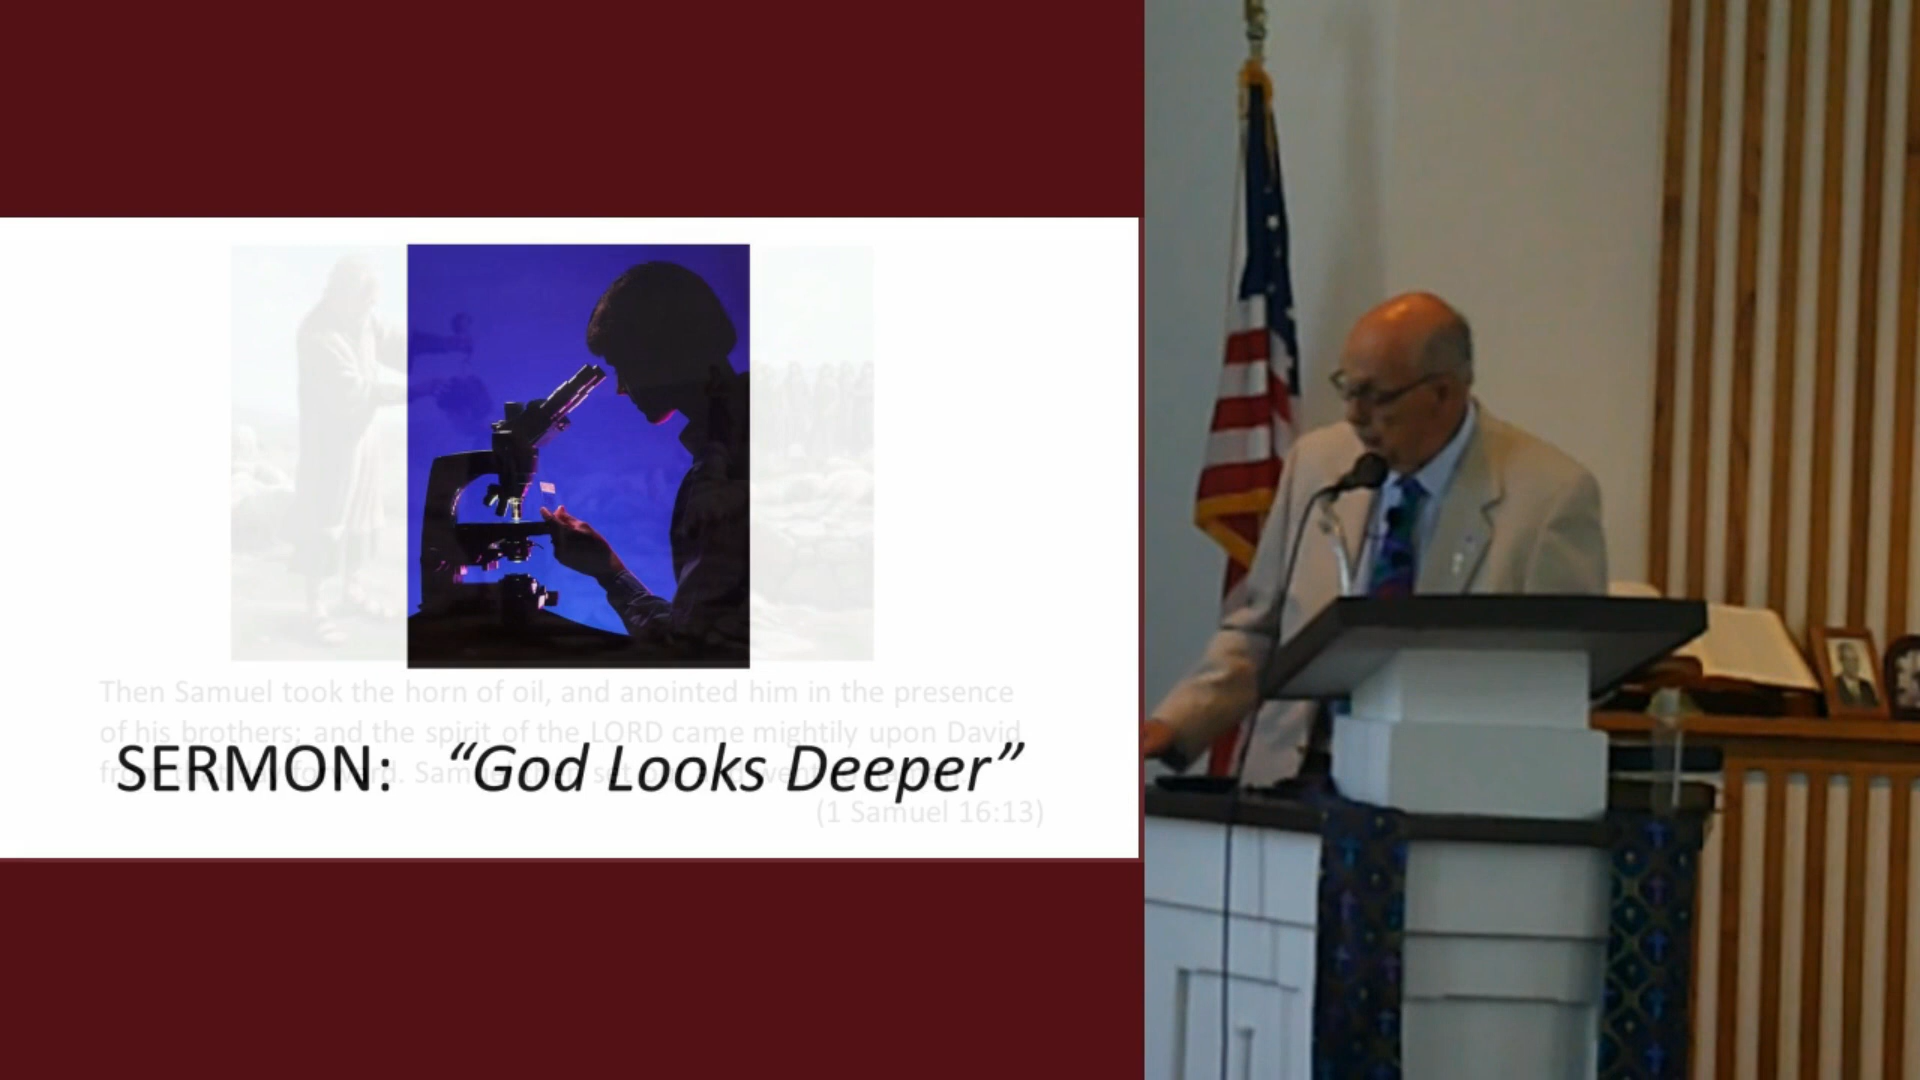 Then Samuel took the horn of oil, and anointed him in the presence
of his brothers; and the spirit of the LORD came mightily upon David
SERMON: “God Looks Deeper”
(1 Samuel 16:13)